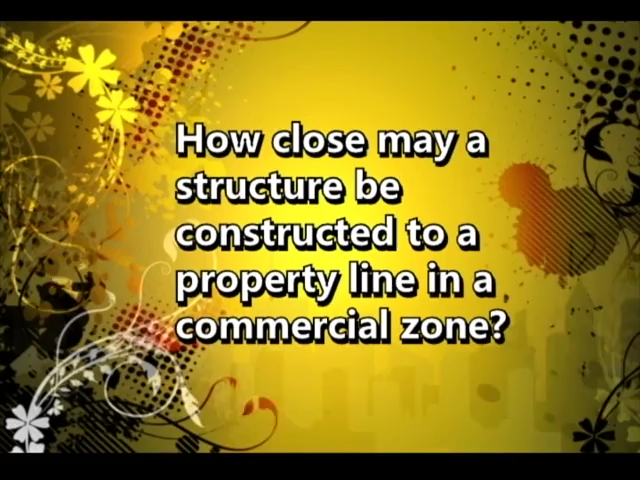 How close may a
structure be
constructed to a
property line in a
commercial zone?